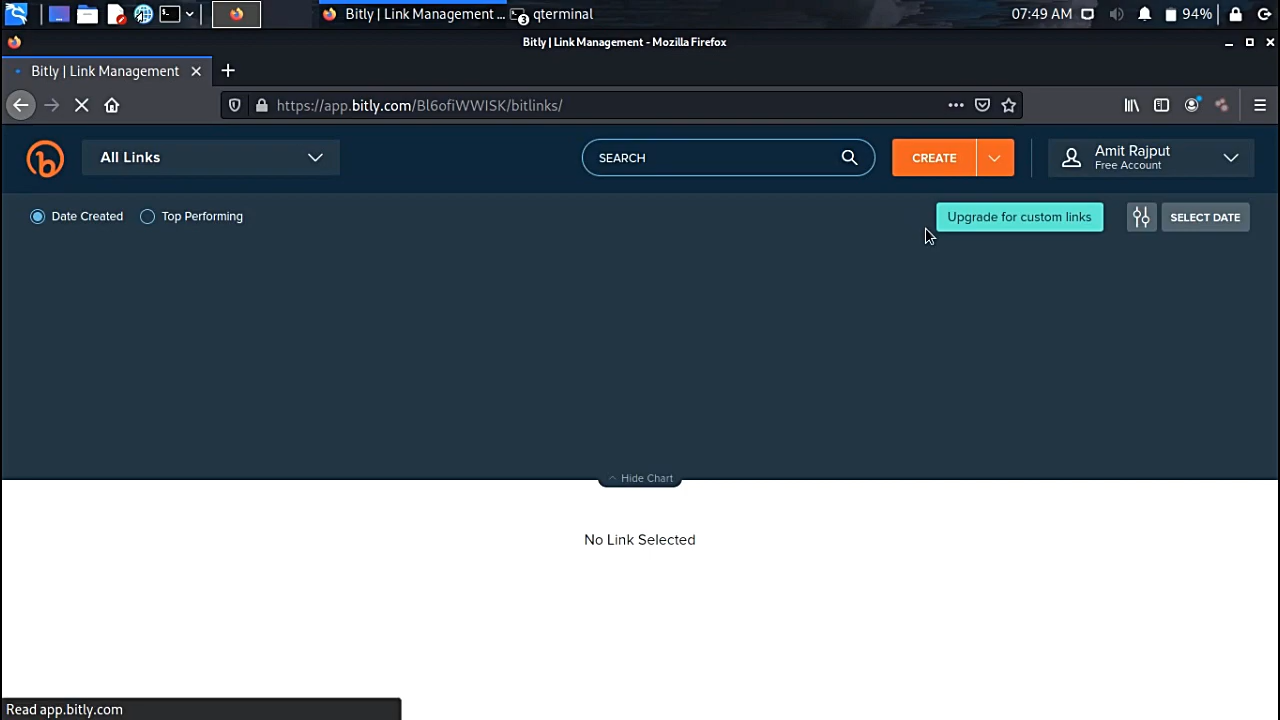 Bitly | Link Management ...
3
qterminal
07:49 AM
94%
Bitly | Link Management - Mozilla Firefox
Bitly | Link Management
https://app.bitly.com/Bl6ofiWWISK/bitlinks/
All Links
SEARCH
CREATE
Amit Rajput
Free Account
Date Created
Top Performing
Upgrade for custom links
SELECT DATE
Hide Chart
No Link Selected
Read app.bitly.com